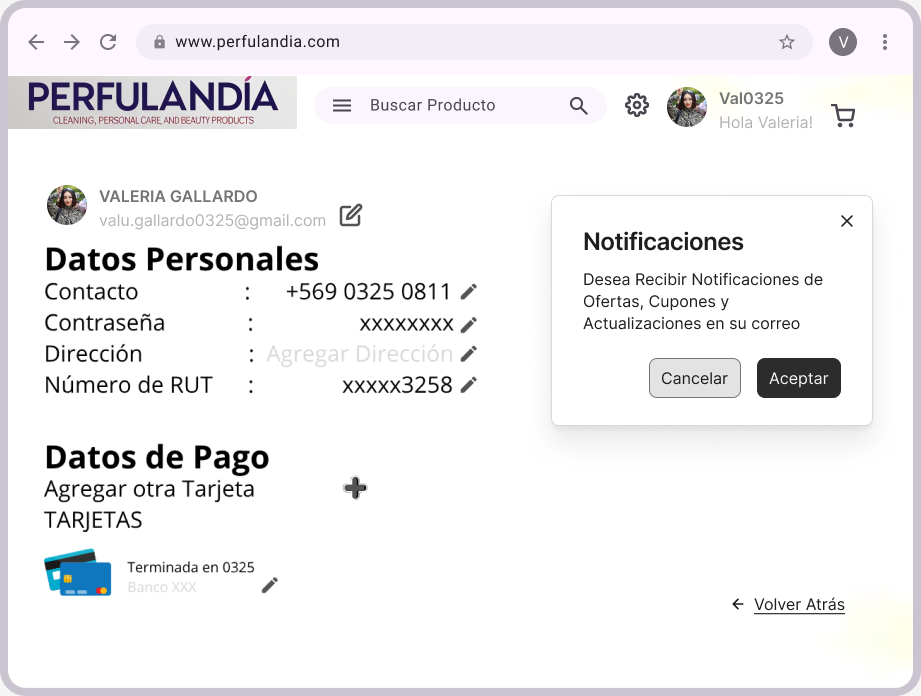 www.perfulandia.com
V
PERFULANDÍA
CLEANING, PERSONAL CARE, AND BEAUTY PRODUCTS
Buscar Producto
Val0325
Hola Valeria!
VALERIA GALLARDO
valu.gallardo0325@gmail.com
Datos Personales
Contacto : +569 0325 0811
Contraseña : xxxxxxxx
Dirección : Agregar Dirección
Número de RUT : xxxxx3258
Notificaciones
Desea Recibir Notificaciones de
Ofertas, Cupones y
Actualizaciones en su correo
Cancelar Aceptar
Datos de Pago
Agregar otra Tarjeta
TARJETAS
Terminada en 0325
Banco XXX
Volver Atrás